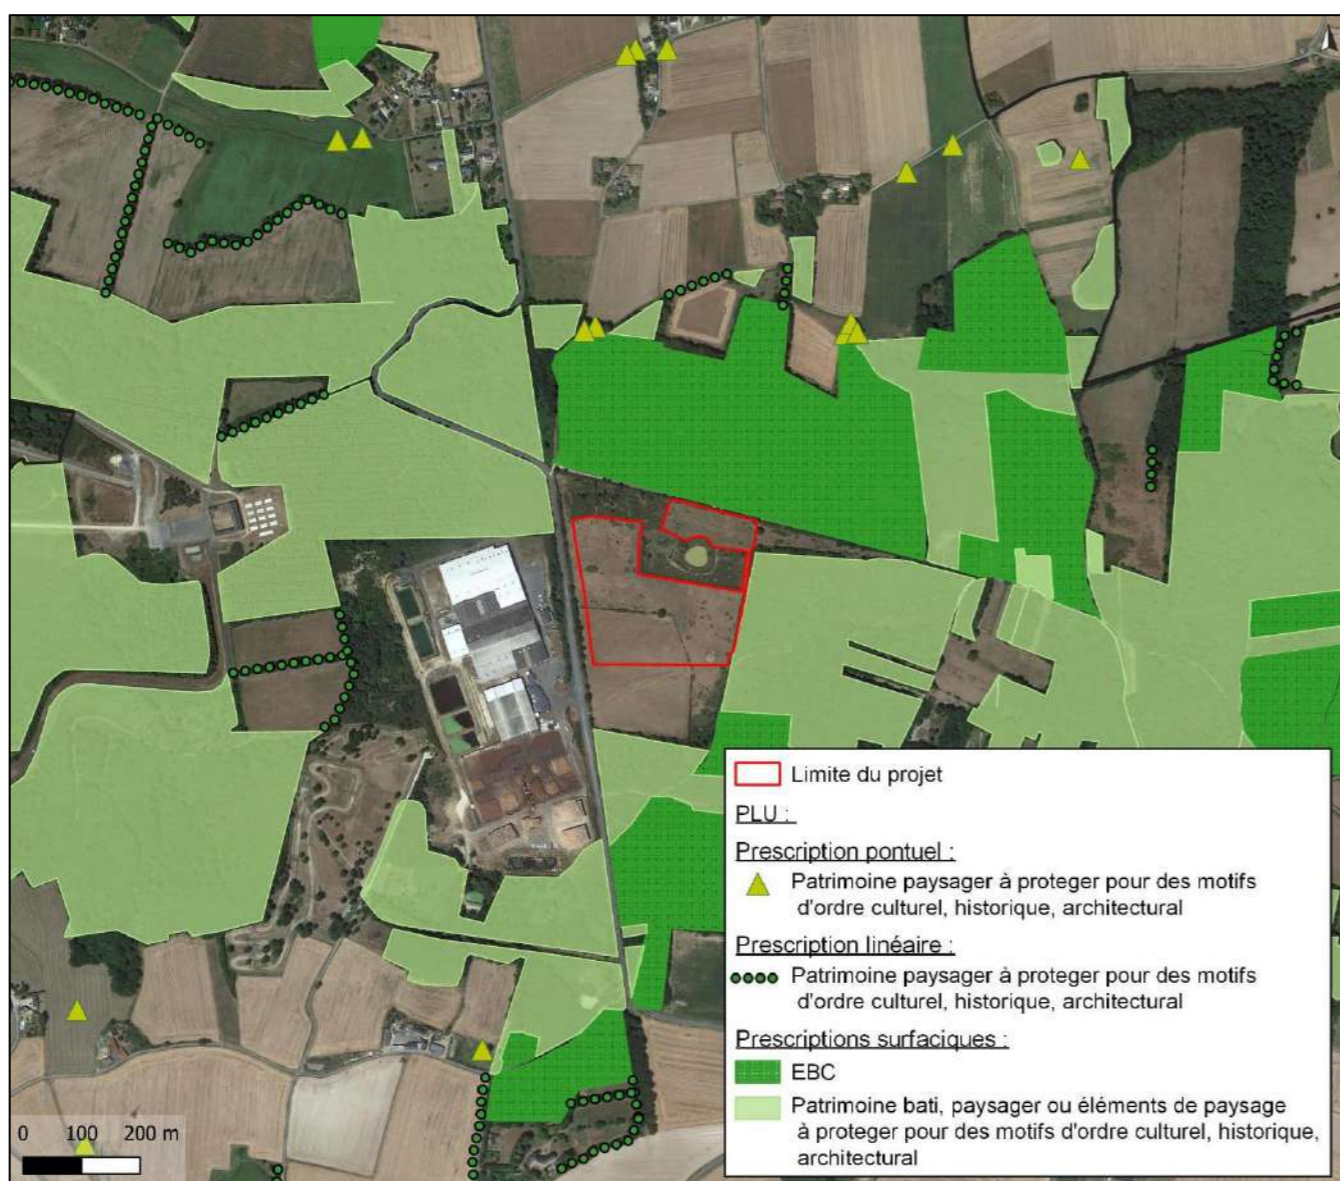 Limite du projet
PLU :
Prescription pontuel :
Patrimoine paysager à proteger pour des motifs
d'ordre culturel, historique, architectural
Prescription linéaire :
Patrimoine paysager à proteger pour des motifs
d'ordre culturel, historique, architectural
Prescriptions surfaciques :
EBC
Patrimoine bati, paysager ou éléments de paysage
à proteger pour des motifs d'ordre culturel, historique,
architectural
0 100 200 m